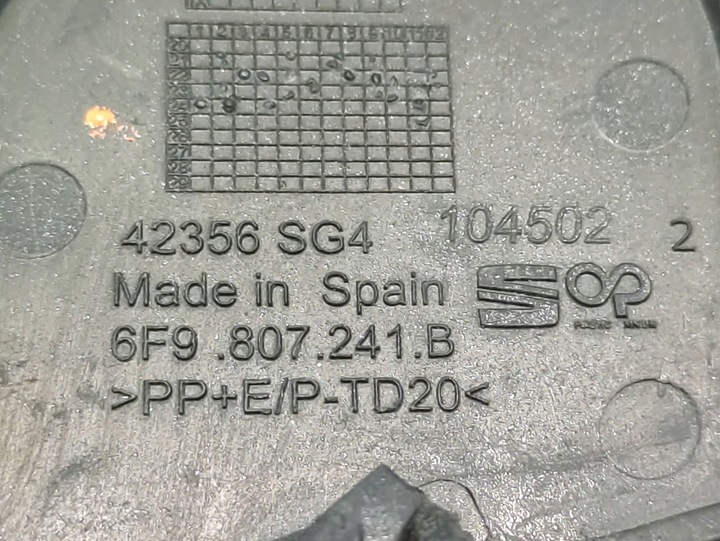 42356 SG4 104502 2
Made in Spain
6F9.807.241.B
>PP+E/P-TD20<